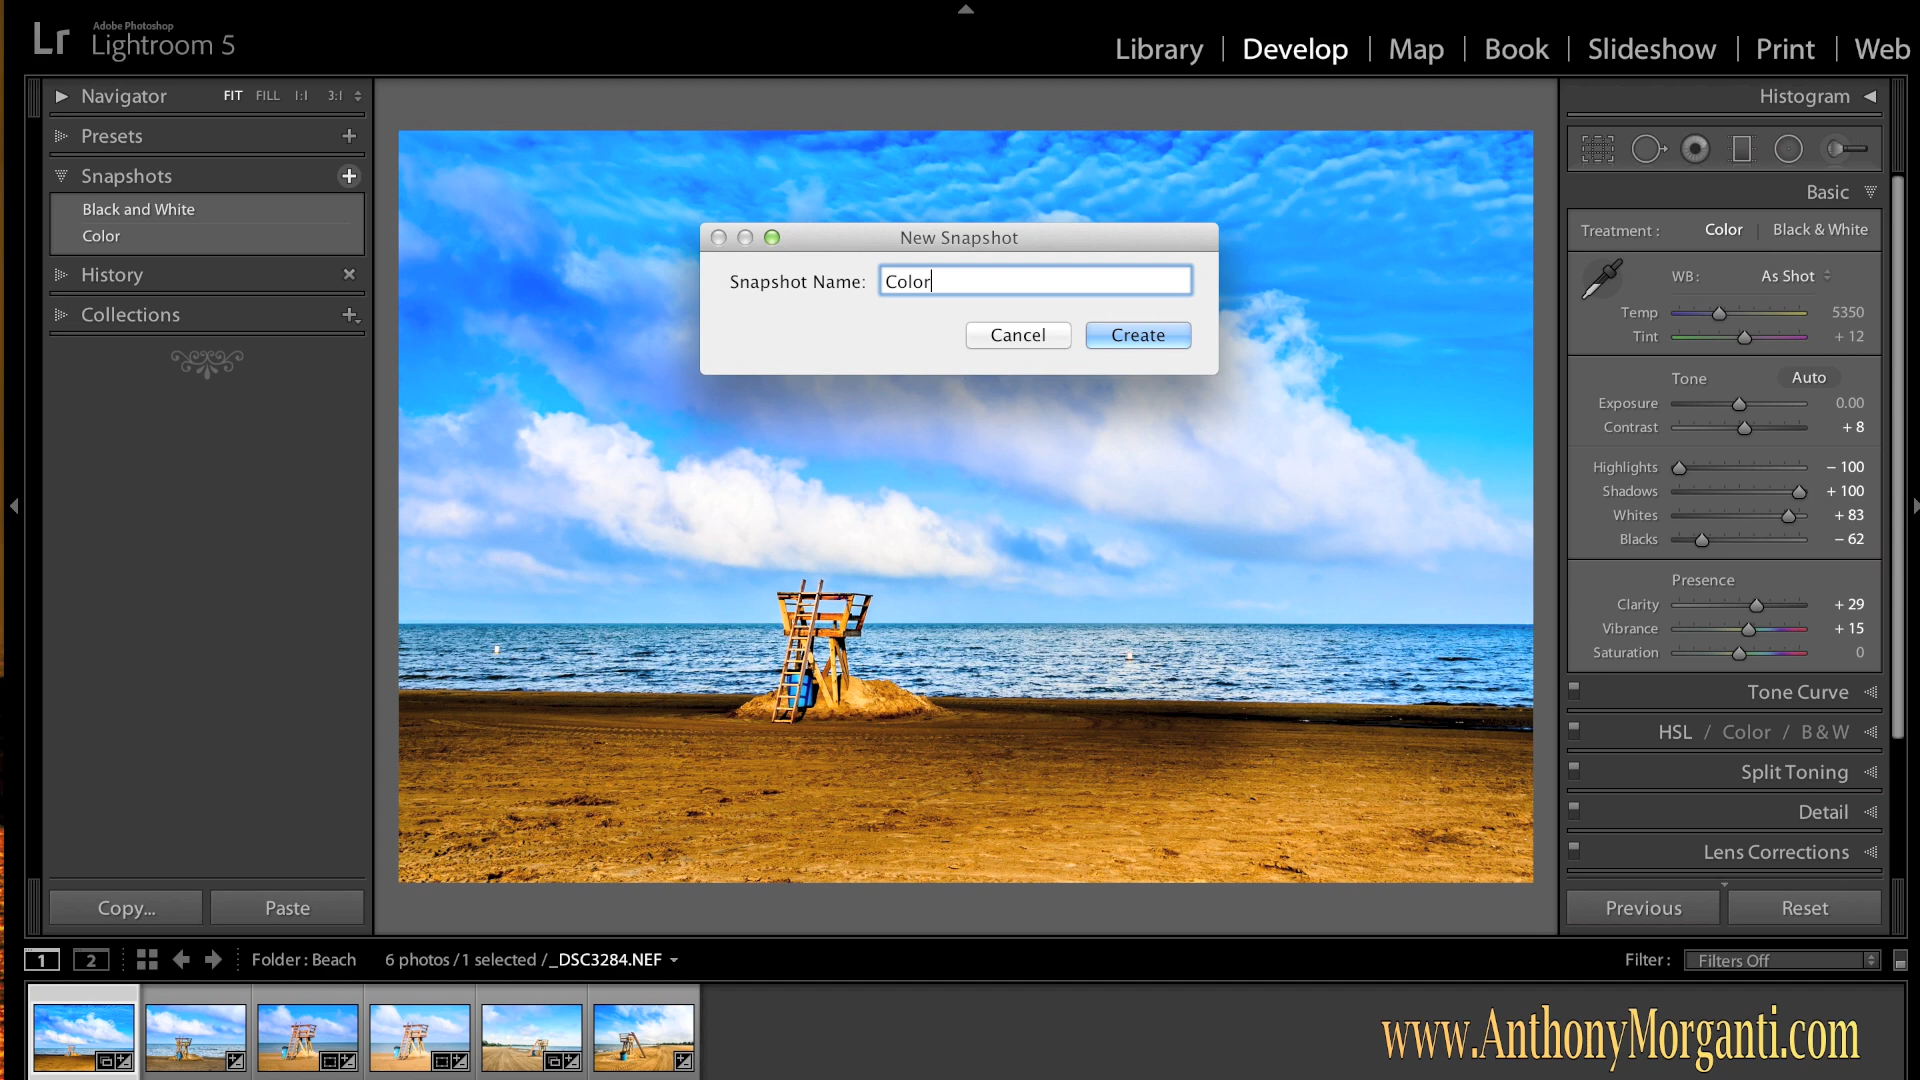 Lr
Adobe Photoshop
Lightroom 5
Library | Develop | Map | Book | Slideshow | Print | Web
Navigator FIT FILL 1:1 3:1
Presets
Snapshots
Black and White
Color
History
Collections
Copy...
Paste
New Snapshot
Snapshot Name: Color
Cancel
Create
Histogram
Basic
Treatment : Color | Black & White
WB : As Shot
Temp 5350
Tint + 12
Tone Auto
Exposure 0.00
Contrast + 8
Highlights − 100
Shadows + 100
Whites + 83
Blacks − 62
Presence
Clarity + 29
Vibrance + 15
Saturation 0
Tone Curve
HSL / Color / B & W
Split Toning
Detail
Lens Corrections
Previous
Reset
1 2 Folder : Beach 6 photos / 1 selected / _DSC3284.NEF
Filter : Filters Off
www.AnthonyMorganti.com